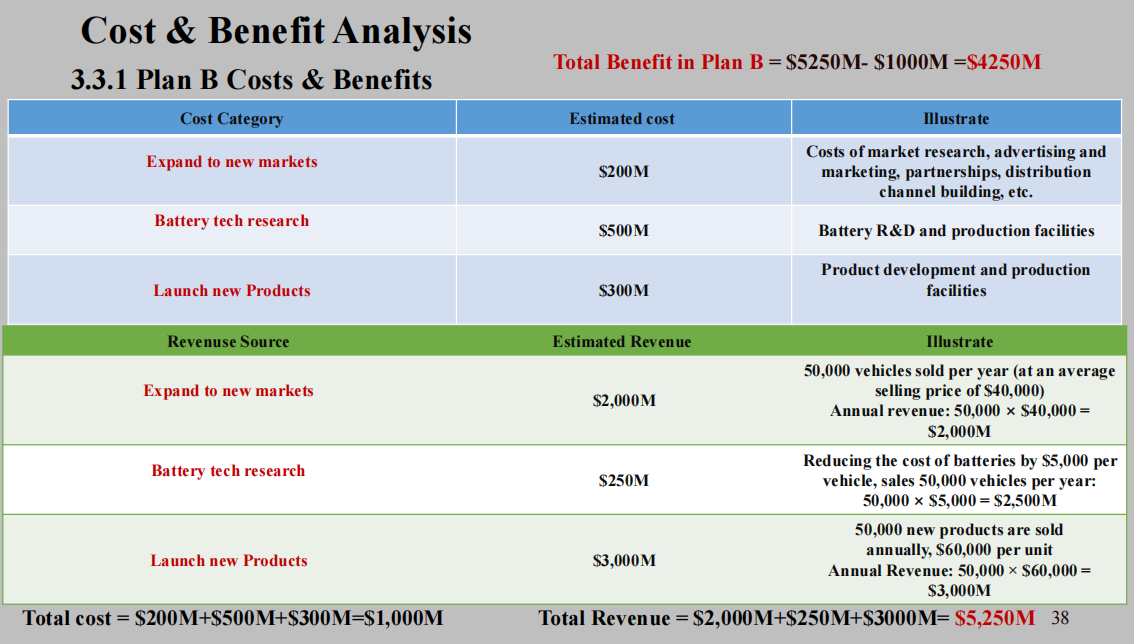 Cost & Benefit Analysis
3.3.1 Plan B Costs & Benefits
Total Benefit in Plan B = $5250M- $1000M =$4250M
Cost Category
Estimated cost
Illustrate
Expand to new markets
$200M
Costs of market research, advertising and
marketing, partnerships, distribution
channel building, etc.
Battery tech research
$500M
Battery R&D and production facilities
Launch new Products
$300M
Product development and production
facilities
Revenuse Source
Estimated Revenue
Illustrate
Expand to new markets
$2,000M
50,000 vehicles sold per year (at an average
selling price of $40,000)
Annual revenue: 50,000 × $40,000 =
$2,000M
Battery tech research
$250M
Reducing the cost of batteries by $5,000 per
vehicle, sales 50,000 vehicles per year:
50,000 × $5,000 = $2,500M
Launch new Products
$3,000M
50,000 new products are sold
annually, $60,000 per unit
Annual Revenue: 50,000 × $60,000 =
$3,000M
Total cost = $200M+$500M+$300M=$1,000M
Total Revenue = $2,000M+$250M+$3000M= $5,250M
38